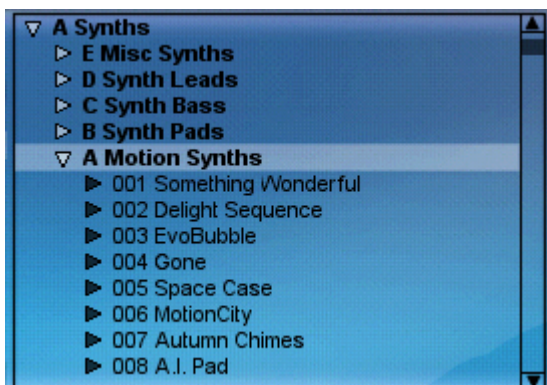 A Synths
E Misc Synths
D Synth Leads
C Synth Bass
B Synth Pads
A Motion Synths
001 Something Wonderful
002 Delight Sequence
003 EvoBubble
004 Gone
005 Space Case
006 MotionCity
007 Autumn Chimes
008 A.I. Pad